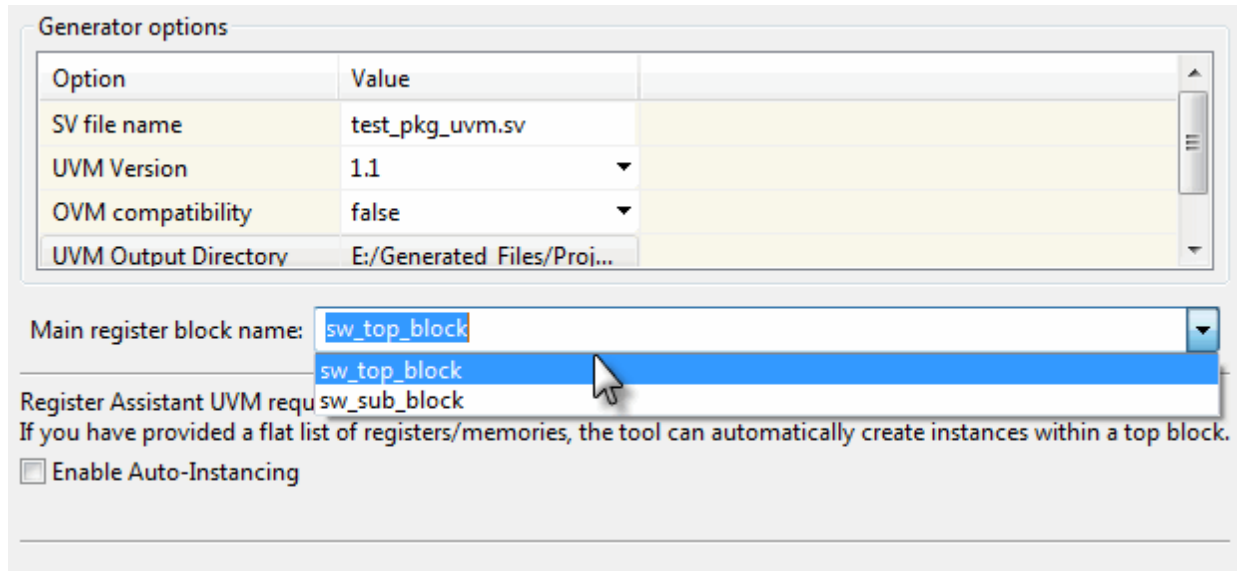 Generator options
Option Value
SV file name test_pkg_uvm.sv
UVM Version 1.1
OVM compatibility false
UVM Output Directory E:/Generated_Files/Proj...
Main register block name: sw_top_block
sw_top_block
Register Assistant UVM requ sw_sub_block
If you have provided a flat list of registers/memories, the tool can automatically create instances within a top block.
Enable Auto-Instancing